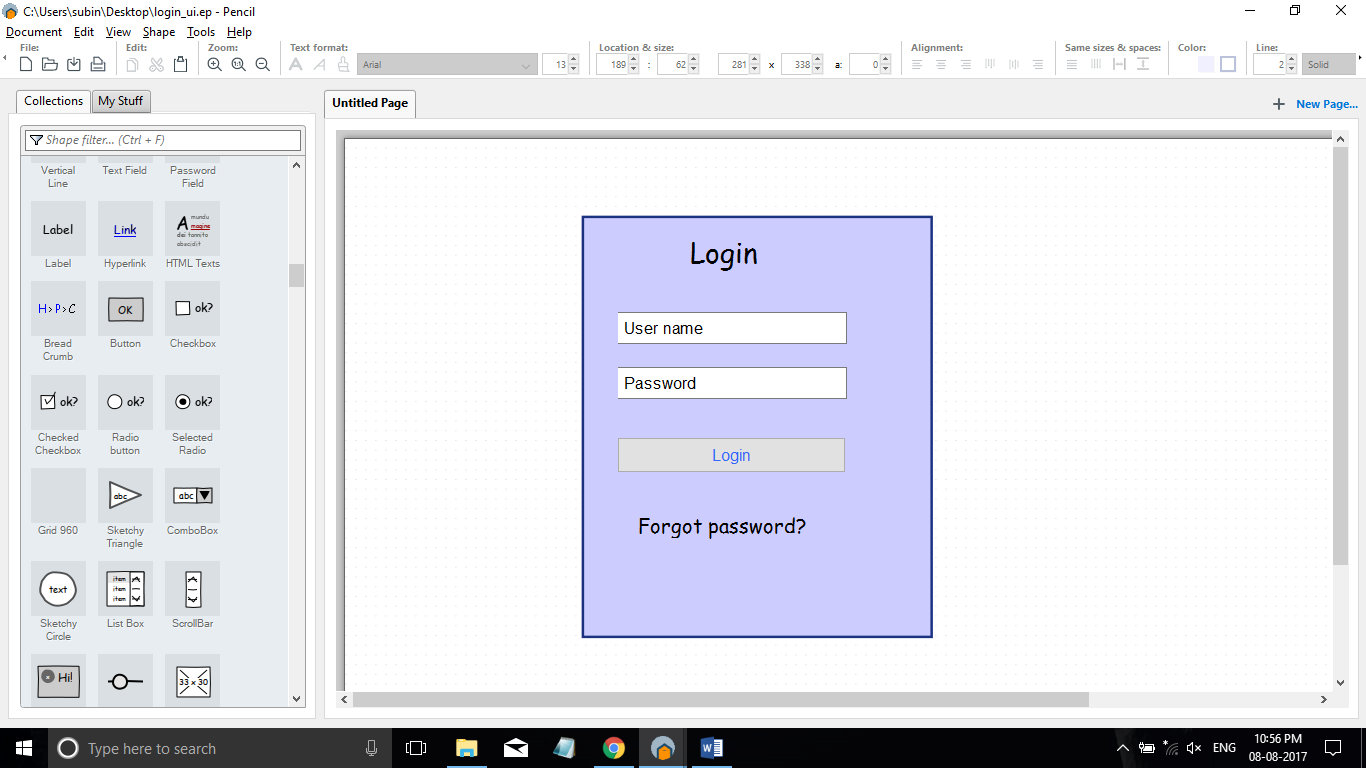 C:\Users\subin\Desktop\login_ui.ep - Pencil
Document Edit View Shape Tools Help
File: Edit: Zoom: Text format: Location & size: Alignment: Same sizes & spaces: Color: Line:
1:1 A A Arial 13 189 : 62 281 x 338 a: 0 2 Solid
Collections My Stuff
Untitled Page
New Page...
Shape filter... (Ctrl + F)
Vertical Line
Text Field
Password Field
Label
Link
A mundu
magine
dei tannito
abacidit
Label
Hyperlink
HTML Texts
H>P>C
OK
ok?
Bread Crumb
Button
Checkbox
ok?
ok?
ok?
Checked Checkbox
Radio button
Selected Radio
abc
abc
Grid 960
Sketchy Triangle
ComboBox
text
item
item
item
Sketchy Circle
List Box
ScrollBar
Hi!
33 x 30
Login
User name
Password
Login
Forgot password?
Type here to search
ENG
10:56 PM
08-08-2017